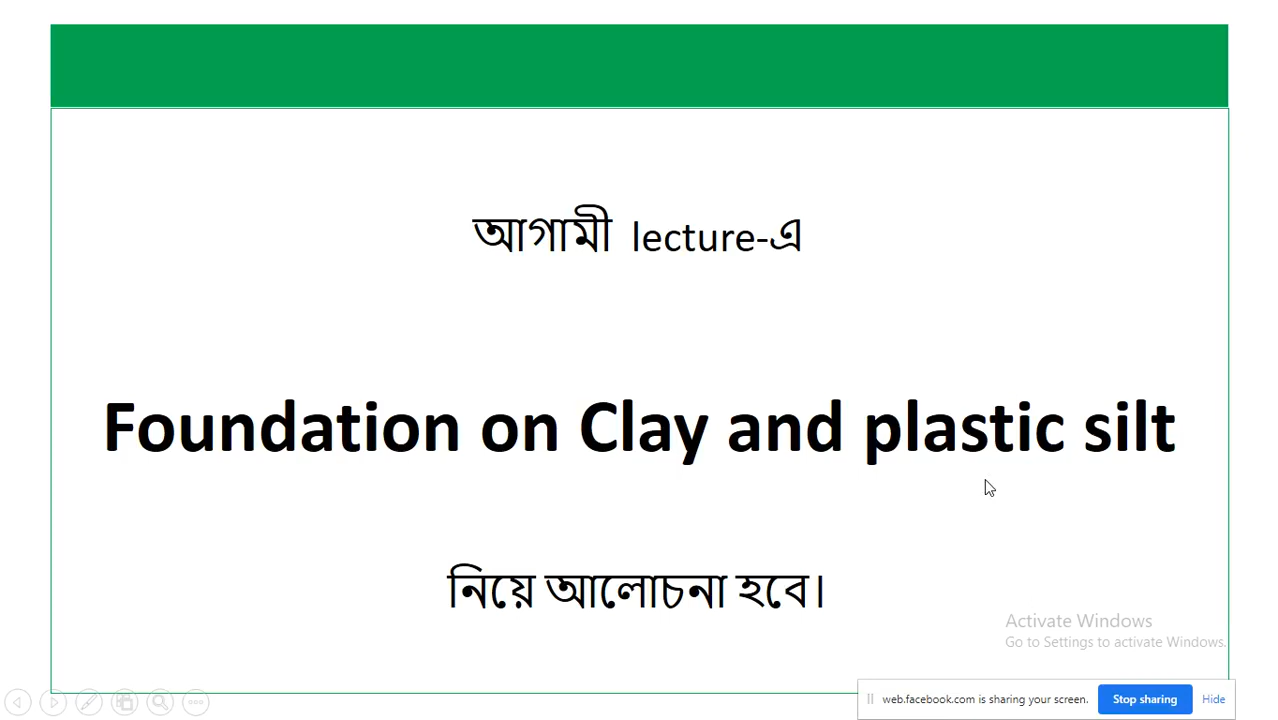 আগামী lecture-এ
Foundation on Clay and plastic silt
নিয়ে আলোচনা হবে।
Activate Windows
Go to Settings to activate Windows.
web.facebook.com is sharing your screen. Stop sharing Hide